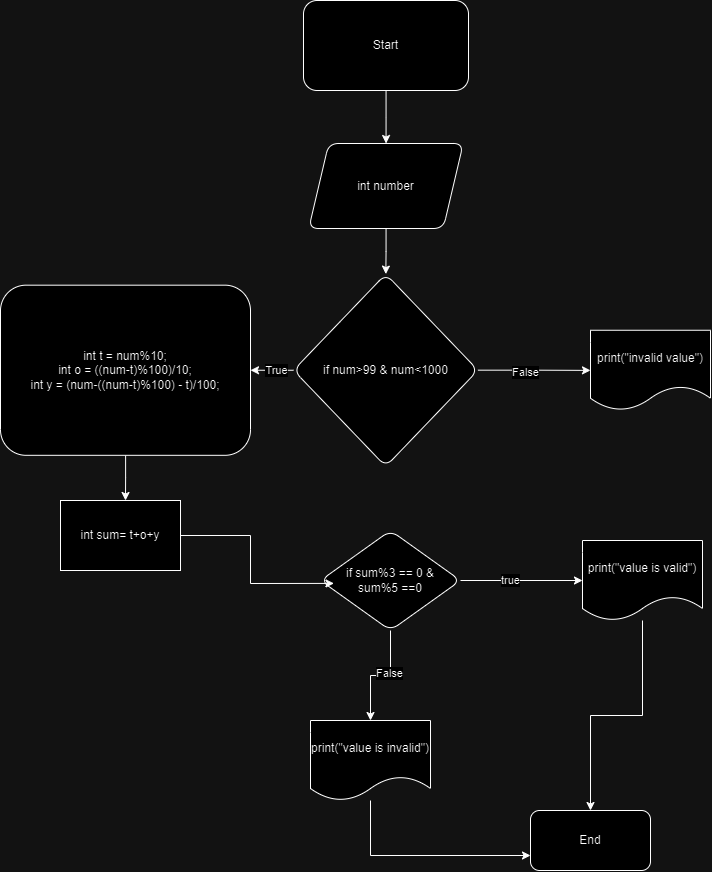 Start
int number
if num>99 & num<1000
True
False
print("invalid value")
int t = num%10;
int o = ((num-t)%100)/10;
int y = (num-((num-t)%100) - t)/100;
int sum= t+o+y
if sum%3 == 0 &
sum%5 ==0
true
print("value is valid")
False
print("value is invalid")
End